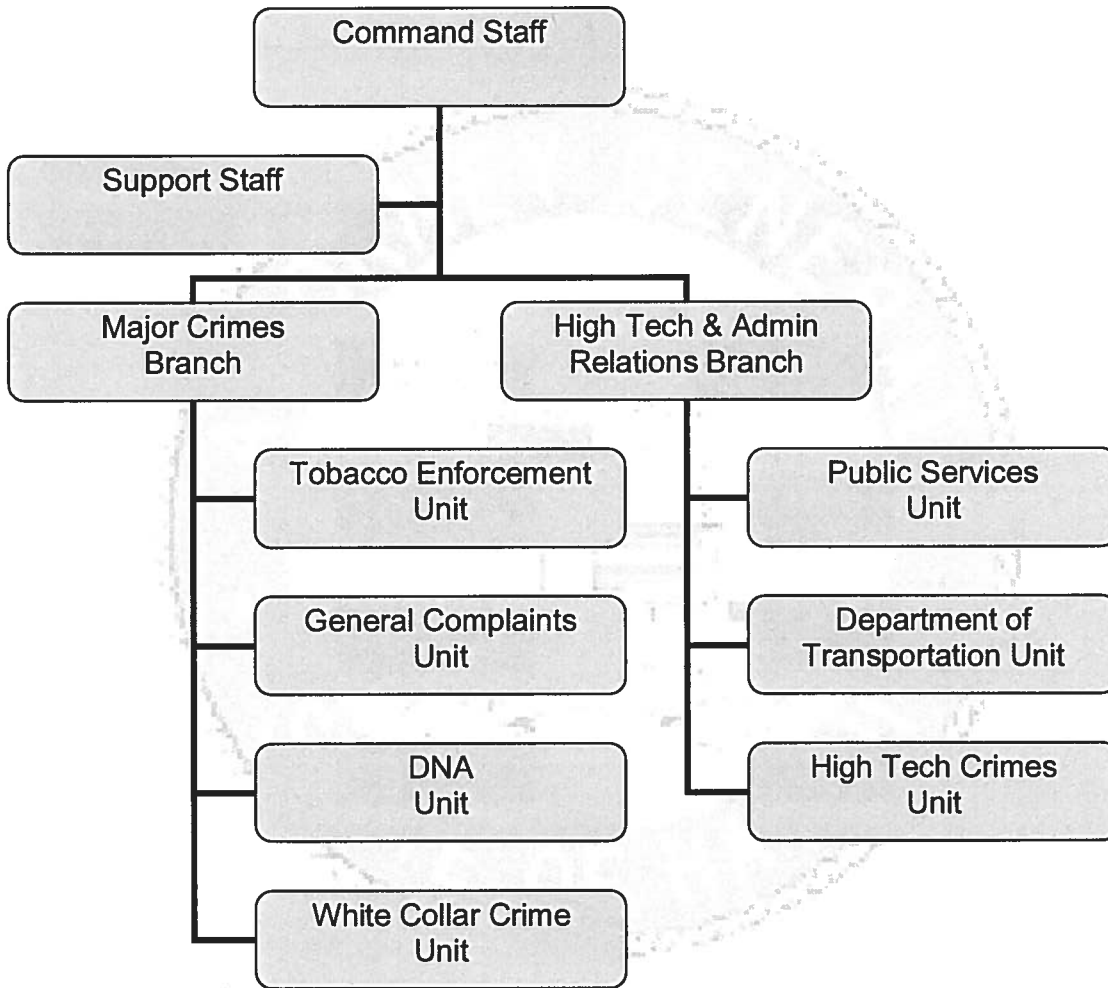 Command Staff
Support Staff
Major Crimes
Branch
High Tech & Admin
Relations Branch
Tobacco Enforcement
Unit
General Complaints
Unit
DNA
Unit
White Collar Crime
Unit
Public Services
Unit
Department of
Transportation Unit
High Tech Crimes
Unit